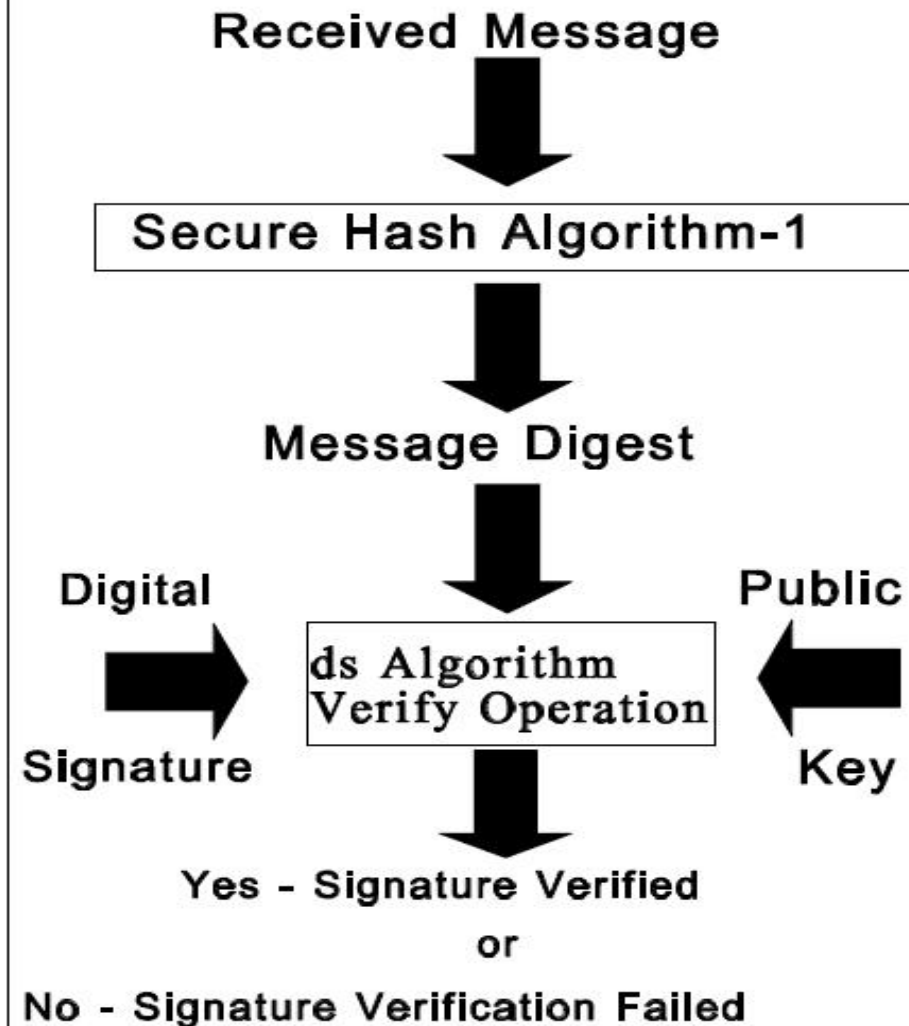 Received Message
Secure Hash Algorithm-1
Message Digest
Digital
Signature
Public
Key
ds Algorithm
Verify Operation
Yes - Signature Verified
or
No - Signature Verification Failed